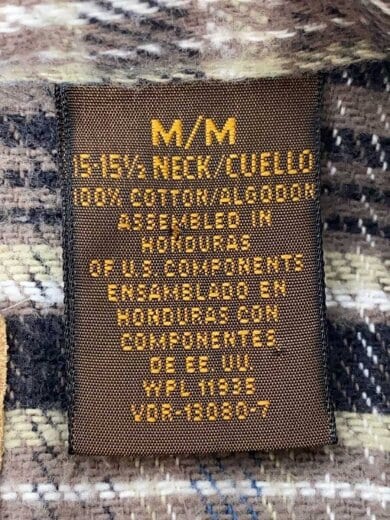 M/M
15-15½ NECK/CUELLO
100% COTTON/ALGODON
ASSEMBLED IN
HONDURAS
OF U.S. COMPONENTS
ENSAMBLADO EN
HONDURAS CON
COMPONENTES
DE EE. UU.
WPL 11935
VDR-13080-7